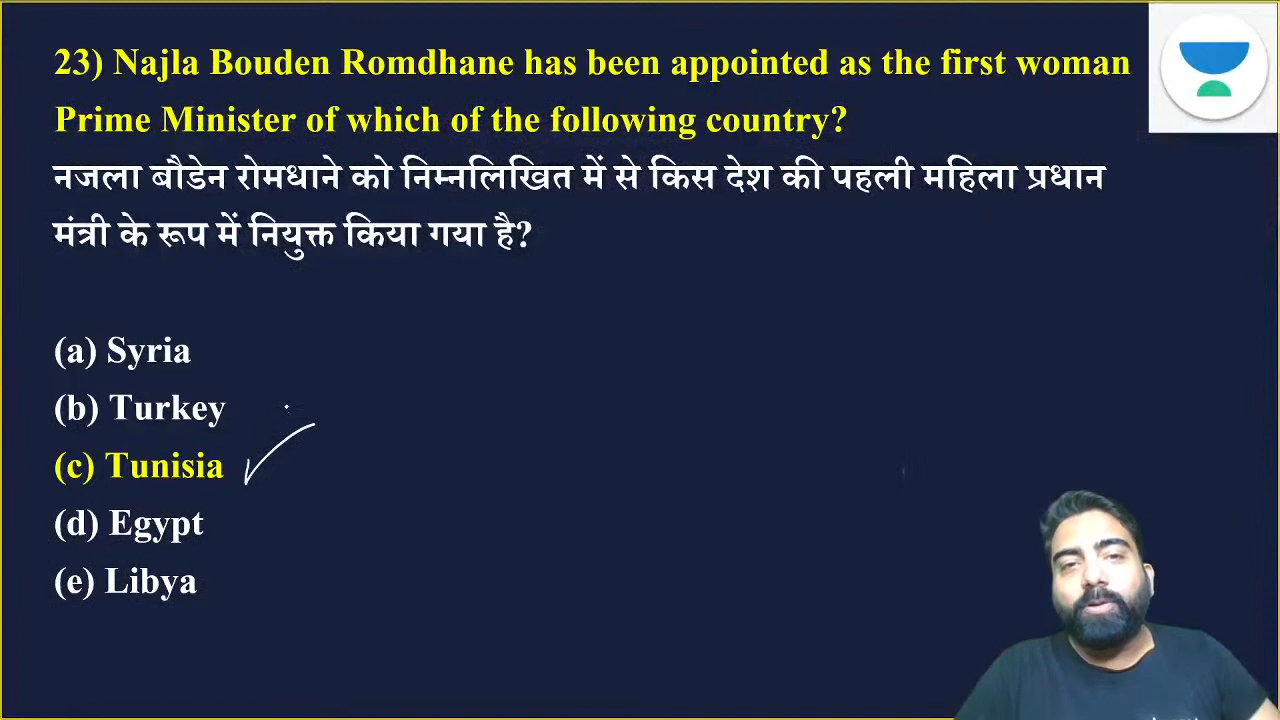 23) Najla Bouden Romdhane has been appointed as the first woman
Prime Minister of which of the following country?
नजला बौडेन रोमधाने को निम्नलिखित में से किस देश की पहली महिला प्रधान
मंत्री के रूप में नियुक्त किया गया है?
(a) Syria
(b) Turkey
(c) Tunisia
(d) Egypt
(e) Libya